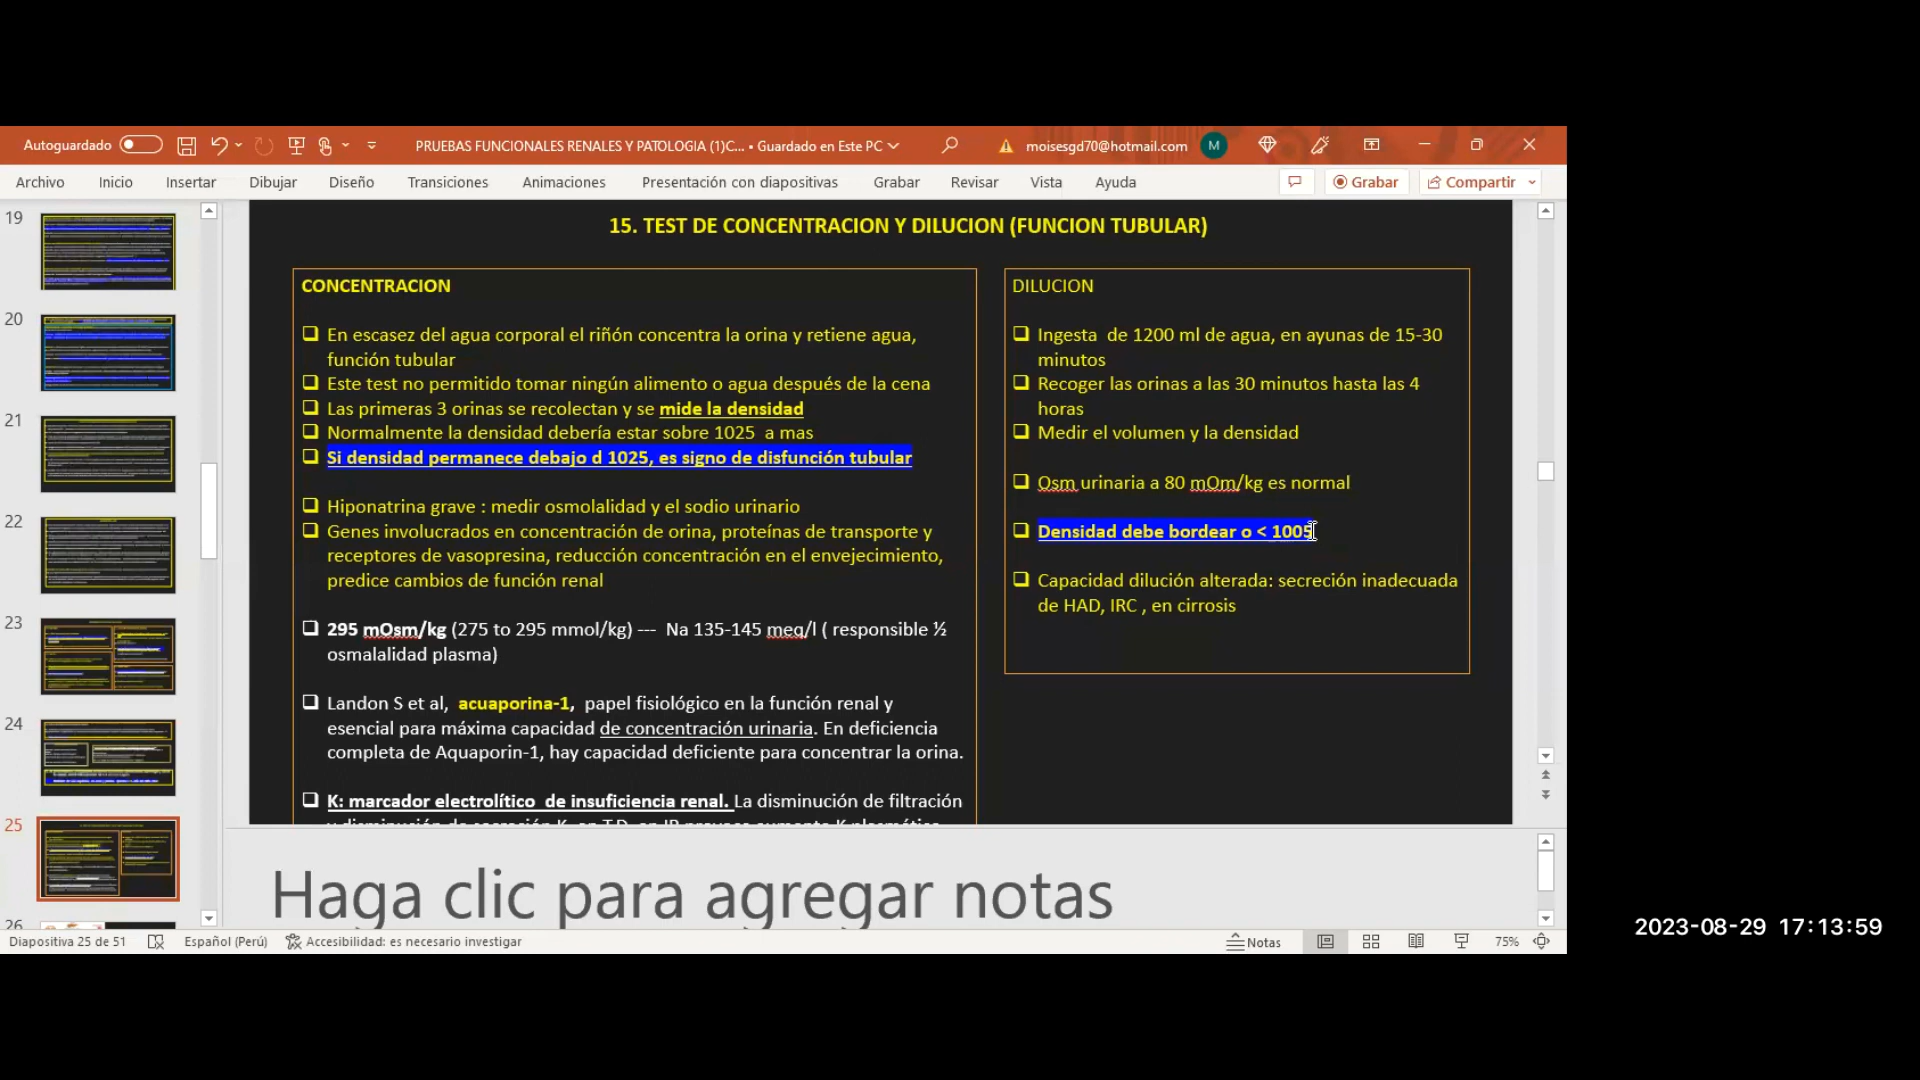 Autoguardado
PRUEBAS FUNCIONALES RENALES Y PATOLOGIA (1)C... • Guardado en Este PC
moisesgd70@hotmail.com
M
Archivo Inicio Insertar Dibujar Diseño Transiciones Animaciones Presentación con diapositivas Grabar Revisar Vista Ayuda Grabar Compartir
19
20
21
22
23
24
25
26
15. TEST DE CONCENTRACION Y DILUCION (FUNCION TUBULAR)
CONCENTRACION
En escasez del agua corporal el riñón concentra la orina y retiene agua,
función tubular
Este test no permitido tomar ningún alimento o agua después de la cena
Las primeras 3 orinas se recolectan y se mide la densidad
Normalmente la densidad debería estar sobre 1025 a mas
Si densidad permanece debajo d 1025, es signo de disfunción tubular
Hiponatrina grave : medir osmolalidad y el sodio urinario
Genes involucrados en concentración de orina, proteínas de transporte y
receptores de vasopresina, reducción concentración en el envejecimiento,
predice cambios de función renal
295 mOsm/kg (275 to 295 mmol/kg) --- Na 135-145 meq/l ( responsible ½
osmalalidad plasma)
Landon S et al, acuaporina-1, papel fisiológico en la función renal y
esencial para máxima capacidad de concentración urinaria. En deficiencia
completa de Aquaporin-1, hay capacidad deficiente para concentrar la orina.
K: marcador electrolítico de insuficiencia renal. La disminución de filtración
DILUCION
Ingesta de 1200 ml de agua, en ayunas de 15-30
minutos
Recoger las orinas a las 30 minutos hasta las 4
horas
Medir el volumen y la densidad
Osm urinaria a 80 mOm/kg es normal
Densidad debe bordear o < 1005
Capacidad dilución alterada: secreción inadecuada
de HAD, IRC , en cirrosis
Haga clic para agregar notas
Diapositiva 25 de 51 Español (Perú) Accesibilidad: es necesario investigar Notas 75%
2023-08-29 17:13:59